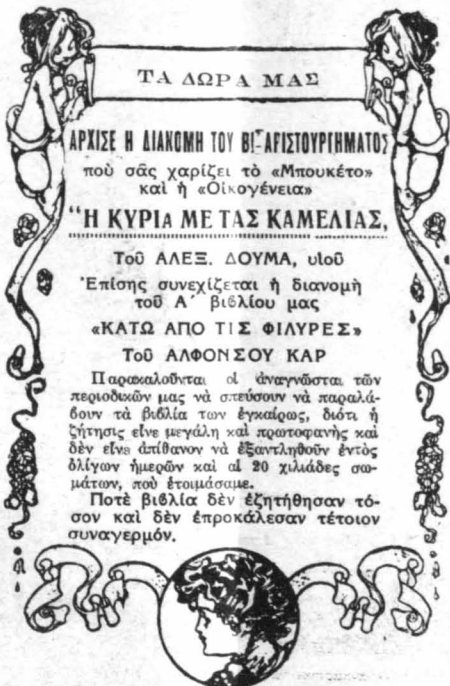 ΤΑ ΔΩΡΑ ΜΑΣ
ΑΡΧΙΣΕ Η ΔΙΑΝΟΜΗ ΤΟΥ ΒΟΥ ΑΡΙΣΤΟΥΡΓΗΜΑΤΟΣ
ποὺ σᾶς χαρίζει τὸ «Μπουκέτο»
καὶ ἡ «Οἰκογένεια»
"Η ΚΥΡΙΑ ΜΕ ΤΑΣ ΚΑΜΕΛΙΑΣ,
Τοῦ ΑΛΕΞ. ΔΟΥΜΑ, υἱοῦ
Ἐπίσης συνεχίζεται ἡ διανομὴ
τοῦ Α΄ βιβλίου μας
«ΚΑΤΩ ΑΠΟ ΤΙΣ ΦΙΛΥΡΕΣ»
Τοῦ ΑΛΦΟΝΣΟΥ ΚΑΡ
Παρακαλοῦνται οἱ ἀναγνῶσται τῶν
περιοδικῶν μας νὰ σπεύσουν νὰ παραλά-
βουν τὰ βιβλία των ἐγκαίρως, διότι ἡ
ζήτησις εἶνε μεγάλη καὶ πρωτοφανὴς καὶ
δὲν εἶνε ἀπίθανον νὰ ἐξαντληθοῦν ἐντὸς
ὀλίγων ἡμερῶν καὶ αἱ 20 χιλιάδες σω-
μάτων, ποὺ ἐτοιμάσαμε.
Ποτὲ βιβλία δὲν ἐζητήθησαν τό-
σον καὶ δὲν ἐπροκάλεσαν τέτοιον
συναγερμόν.